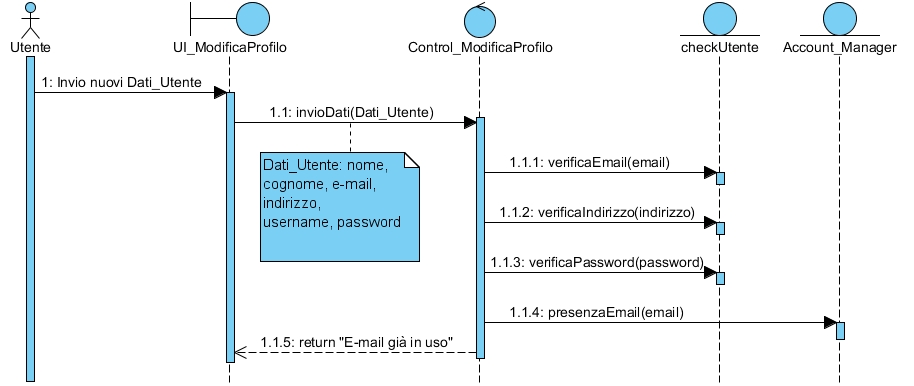 Utente
UI_ModificaProfilo
Control_ModificaProfilo
checkUtente
Account_Manager
1: Invio nuovi Dati_Utente
1.1: invioDati(Dati_Utente)
Dati_Utente: nome,
cognome, e-mail,
indirizzo,
username, password
1.1.1: verificaEmail(email)
1.1.2: verificaIndirizzo(indirizzo)
1.1.3: verificaPassword(password)
1.1.4: presenzaEmail(email)
1.1.5: return "E-mail già in uso"